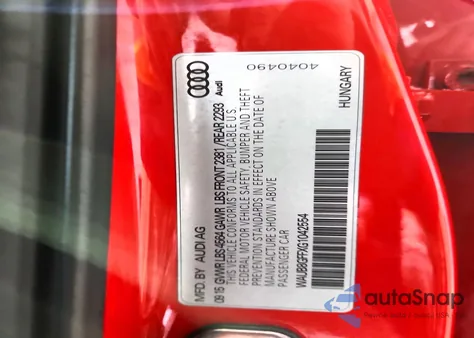 4040490
Audi
MFD. BY AUDI AG
09.15 GVWR LBS 4564 GAWR LBS FRONT 2381 / REAR 2293
THIS VEHICLE CONFORMS TO ALL APPLICABLE U.S.
FEDERAL MOTOR VEHICLE SAFETY, BUMPER AND THEFT
PREVENTION STANDARDS IN EFFECT ON THE DATE OF
MANUFACTURE SHOWN ABOVE
PASSENGER CAR
HUNGARY
WAUB8GFFXG1042554
autoSnap